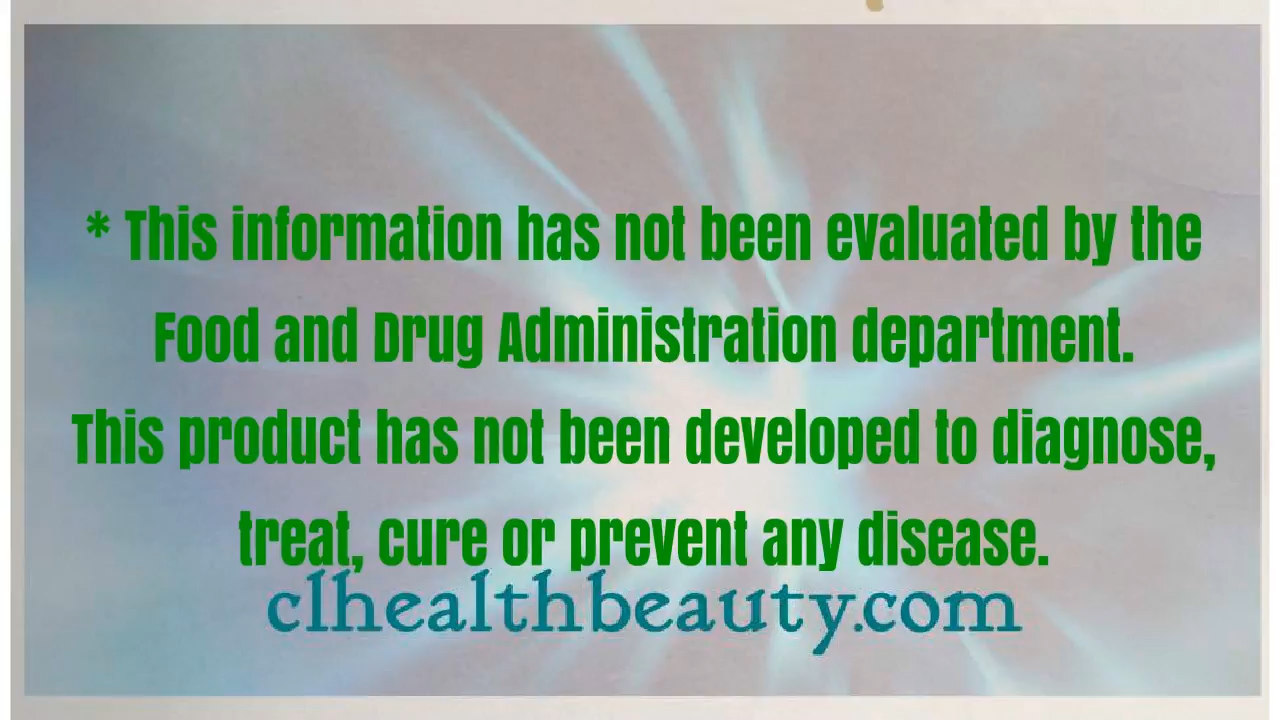 * This information has not been evaluated by the
Food and Drug Administration department.
This product has not been developed to diagnose,
treat, cure or prevent any disease.
clhealthbeauty.com